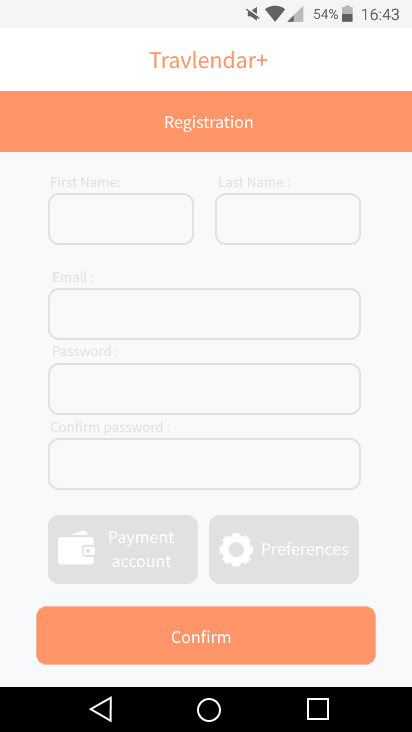 54% 16:43
Travlendar+
Registration
First Name: Last Name :
Email :
Password :
Confirm password :
Payment
account
Preferences
Confirm